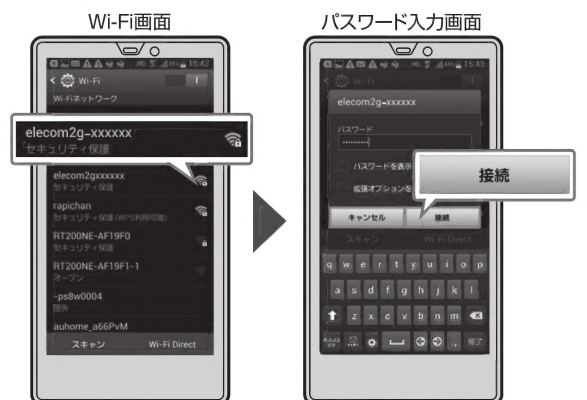 Wi-Fi画面
15:42
Wi-Fi
Wi-Fiネットワーク
elecom2g-xxxxxx
セキュリティ保護
elecom2gxxxxxx
セキュリティ保護
rapichan
セキュリティ保護 (WPS利用可能)
RT200NE-AF19F0
セキュリティ保護
RT200NE-AF19F1-1
オープン
~ps8w0004
圏外
auhome_a66PvM
スキャン
Wi-Fi Direct
パスワード入力画面
15:43
Wi-Fi
elecom2g-xxxxxx
パスワード
パスワードを表示
拡張オプションを
接続
キャンセル
接続
スキャン
Wi-Fi Direct
q w e r t y u i o p
a s d f g h j k l
z x c v b n m
完了